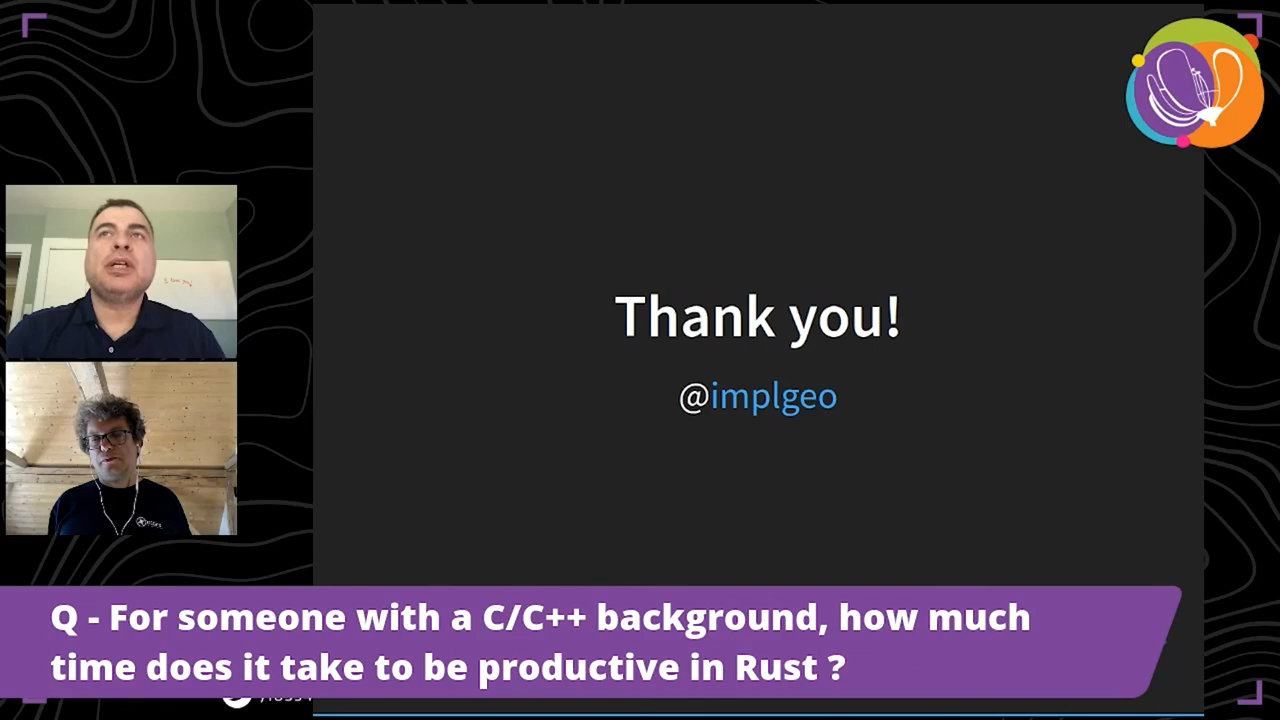 Thank you!
@implgeo
Q - For someone with a C/C++ background, how much
time does it take to be productive in Rust ?